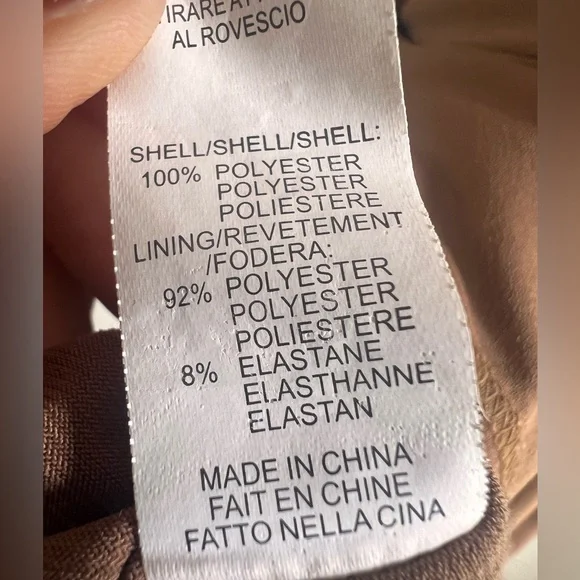 AL ROVESCIO
SHELL/SHELL/SHELL:
100% POLYESTER
POLYESTER
POLIESTERE
LINING/REVETEMENT
/FODERA:
92% POLYESTER
POLYESTER
POLIESTERE
8% ELASTANE
ELASTHANNE
ELASTAN
MADE IN CHINA
FAIT EN CHINE
FATTO NELLA CINA